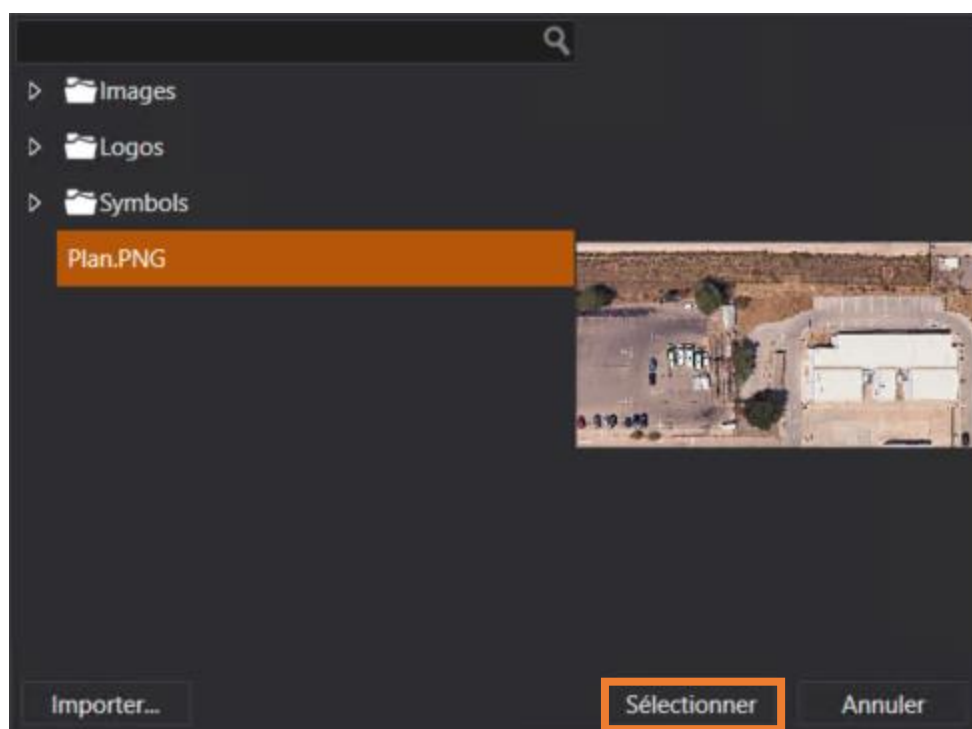 Images
Logos
Symbols
Plan.PNG
Importer...
Sélectionner
Annuler